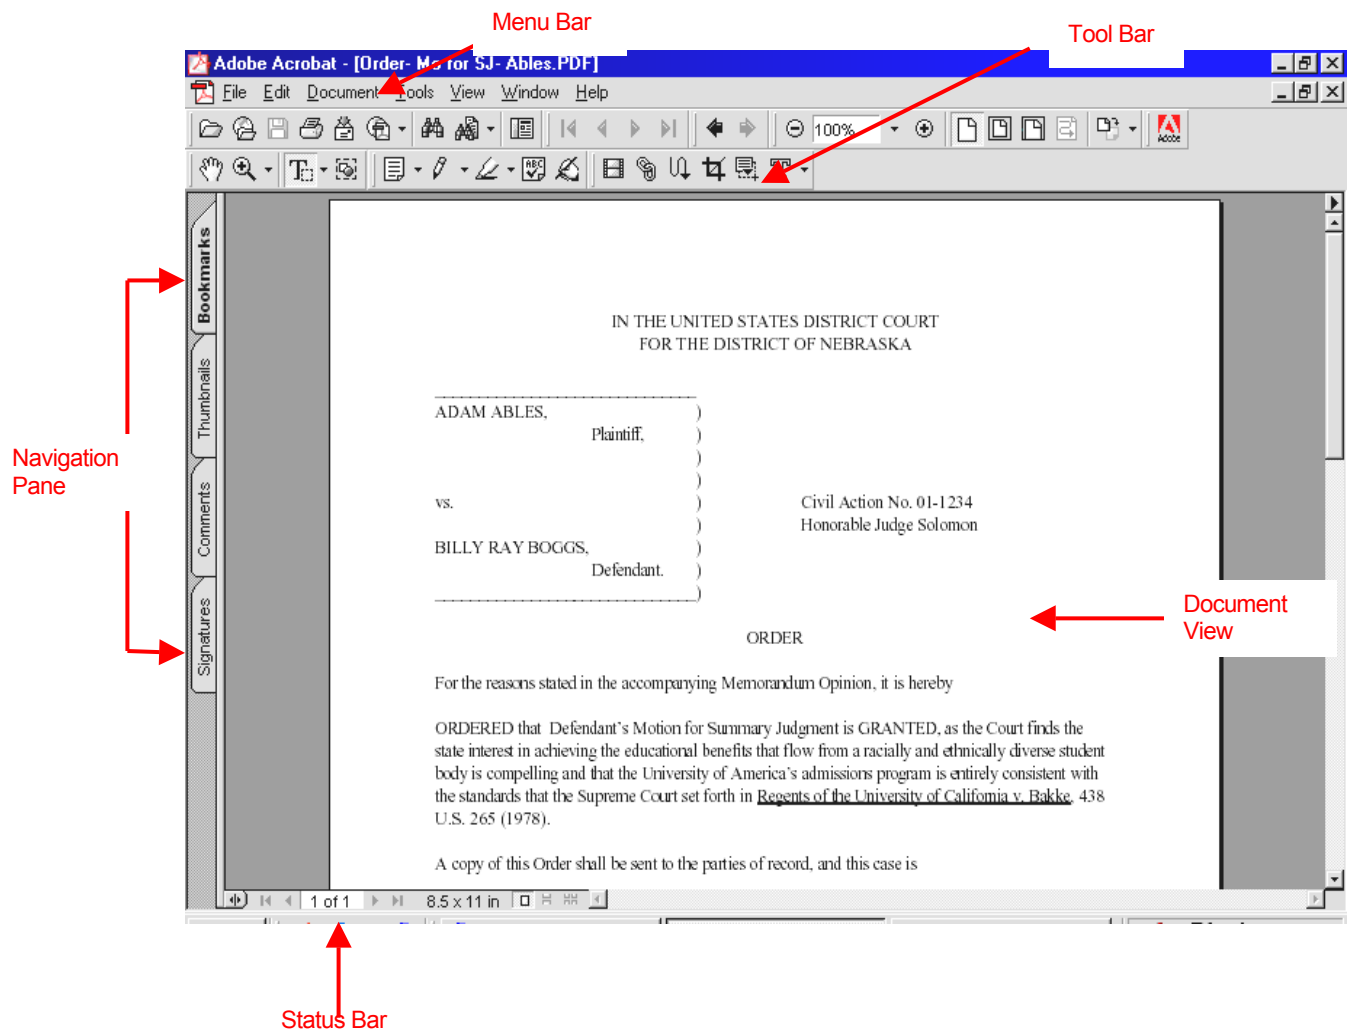 Menu Bar
Tool Bar
Adobe Acrobat - [Order- Mo for SJ- Ables.PDF]
File Edit Document Tools View Window Help
100%
Adobe
Bookmarks
Thumbnails
Comments
Signatures
Navigation
Pane
IN THE UNITED STATES DISTRICT COURT
FOR THE DISTRICT OF NEBRASKA
ADAM ABLES, )
Plaintiff, )
)
)
vs. ) Civil Action No. 01-1234
) Honorable Judge Solomon
BILLY RAY BOGGS, )
Defendant. )
)
Document
View
ORDER
For the reasons stated in the accompanying Memorandum Opinion, it is hereby
ORDERED that Defendant's Motion for Summary Judgment is GRANTED, as the Court finds the
state interest in achieving the educational benefits that flow from a racially and ethnically diverse student
body is compelling and that the University of America's admissions program is entirely consistent with
the standards that the Supreme Court set forth in Regents of the University of California v. Bakke, 438
U.S. 265 (1978).
A copy of this Order shall be sent to the parties of record, and this case is
1 of 1 8.5 x 11 in
Status Bar